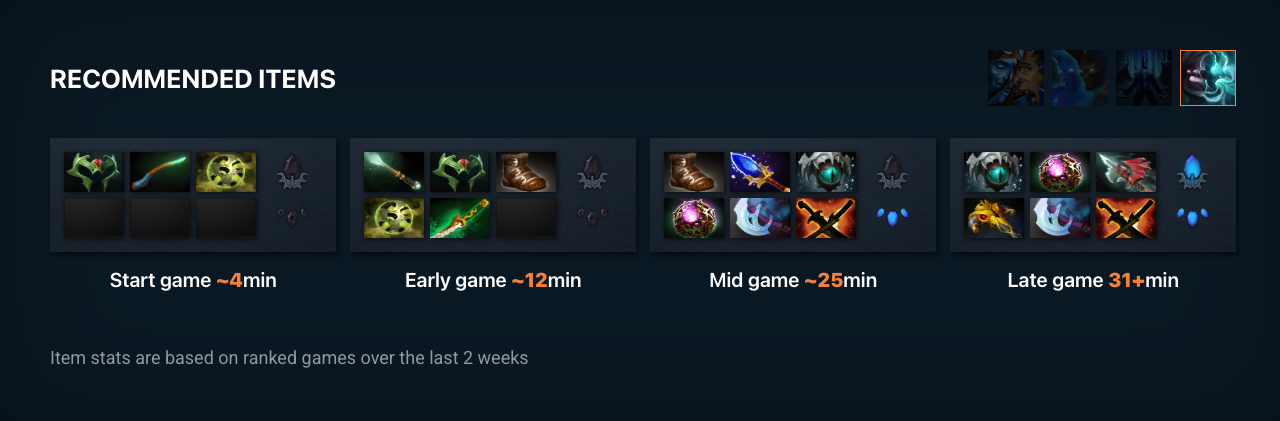 RECOMMENDED ITEMS
Start game ~4min
Early game ~12min
Mid game ~25min
Late game 31+min
Item stats are based on ranked games over the last 2 weeks